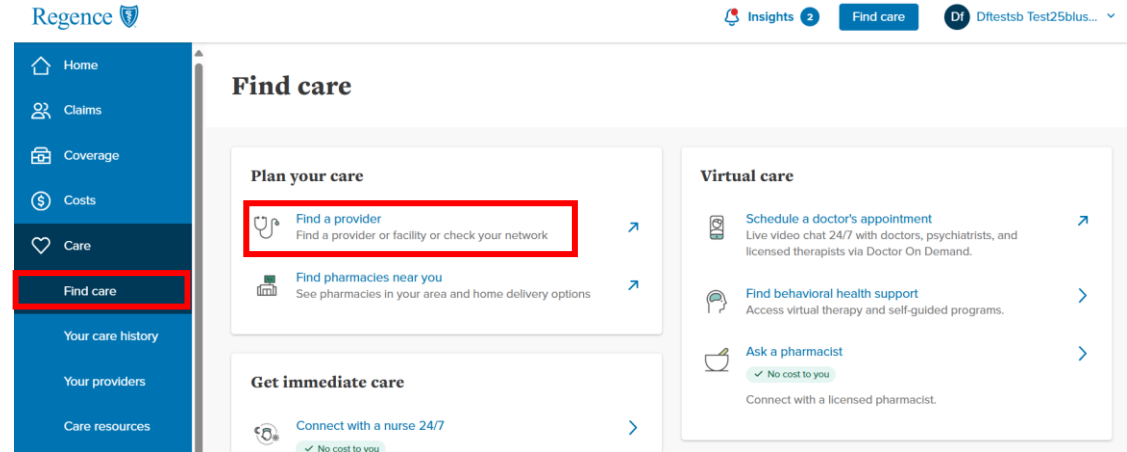 Regence
Insights 2
Find care
Df
Dftestsb Test25blus...
Home
Claims
Coverage
Costs
Care
Find care
Your care history
Your providers
Care resources
Find care
Plan your care
Find a provider
Find a provider or facility or check your network
Find pharmacies near you
See pharmacies in your area and home delivery options
Get immediate care
Connect with a nurse 24/7
No cost to you
Virtual care
Schedule a doctor's appointment
Live video chat 24/7 with doctors, psychiatrists, and
licensed therapists via Doctor On Demand.
Find behavioral health support
Access virtual therapy and self-guided programs.
Ask a pharmacist
No cost to you
Connect with a licensed pharmacist.